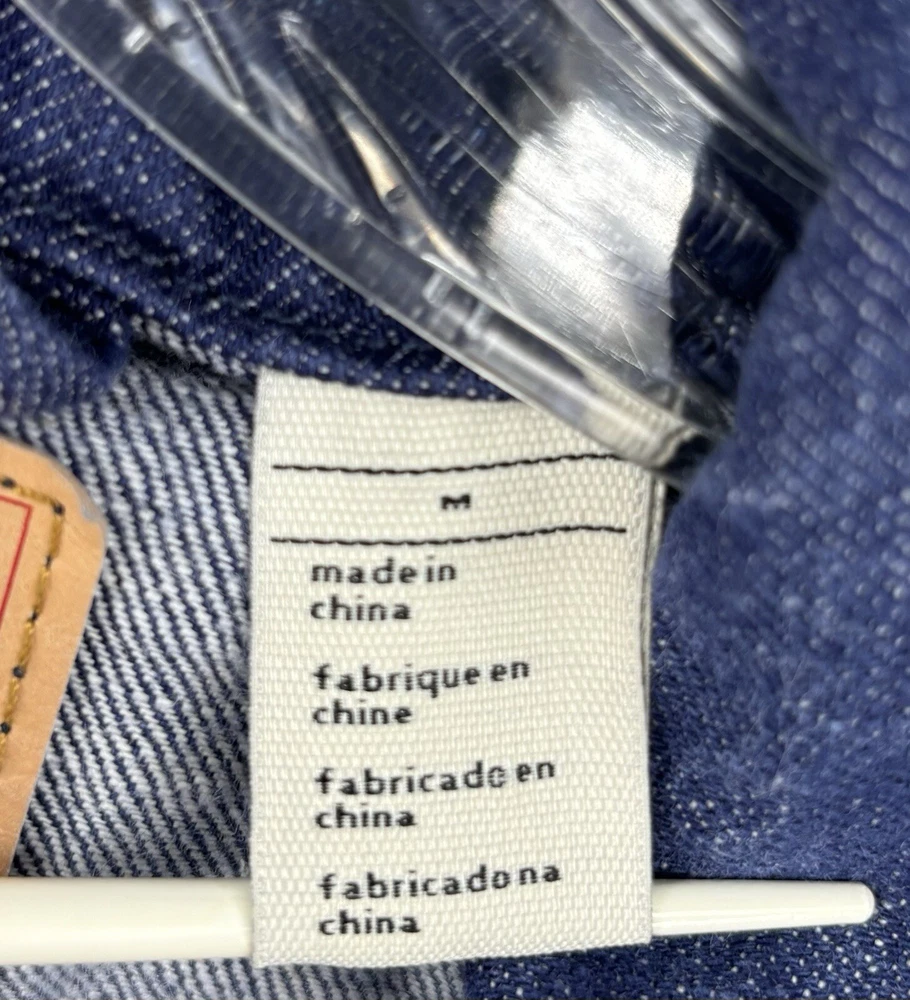 M
made in
china
fabrique en
chine
fabricado en
china
fabricado na
china